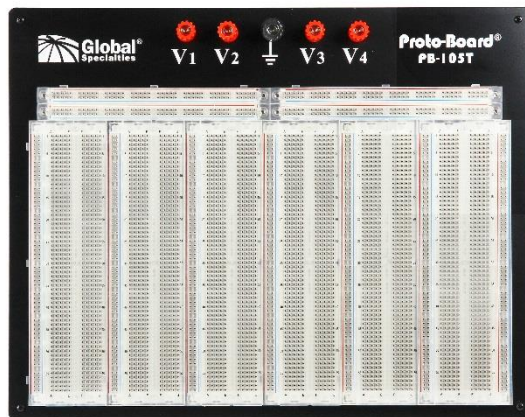 Global®
Specialties
V1
V2
V3
V4
Proto-Board®
PB-105T